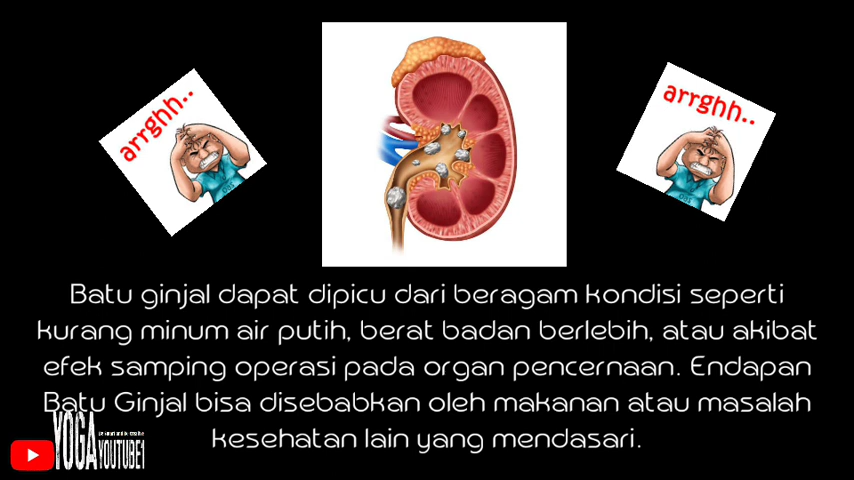 arrghh..
arrghh..
Batu ginjal dapat dipicu dari beragam kondisi seperti
kurang minum air putih, berat badan berlebih, atau akibat
efek samping operasi pada organ pencernaan. Endapan
Batu Ginjal bisa disebabkan oleh makanan atau masalah
kesehatan lain yang mendasari.
YOGA
YOUTUBE1